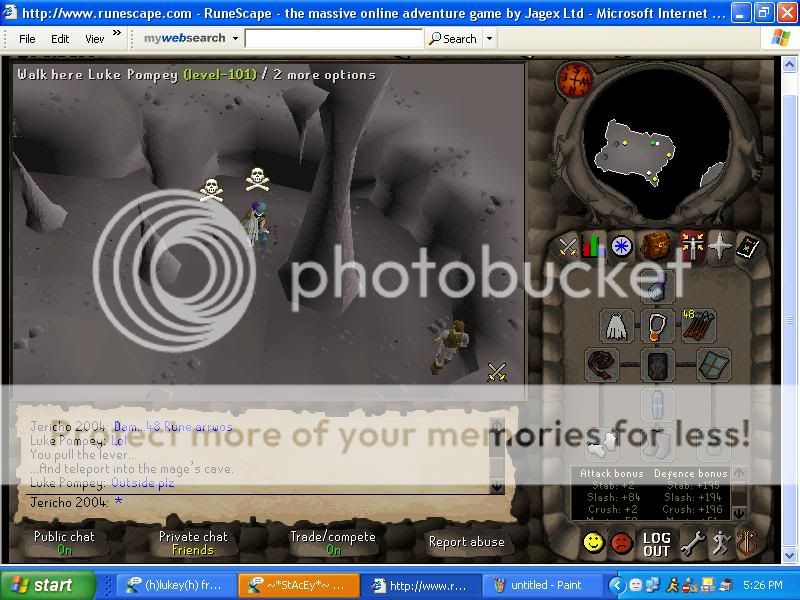 http://www.runescape.com - RuneScape - the massive online adventure game by Jagex Ltd - Microsoft Internet ...
File Edit View »
mywebsearch Search
Walk here Luke Pompey (level-101) / 2 more options
photobucket
48
more of your memories for less!
Jericho 2004: Dam.. 48 Rune arrwos
Luke Pompey: Lol
You pull the lever...
...And teleport into the mage's cave.
Luke Pompey: Outside plz
Jericho 2004: *
Attack bonus Defence bonus
Stab: +2 Stab: +195
Slash: +84 Slash: +194
Crush: +2 Crush: +196
Public chat
On
Private chat
Friends
Trade/compete
On
Report abuse
LOG
OUT
start (h)lukey(h) fr... ~*StAcEy*~ ... http://www.r... untitled - Paint 5:26 PM